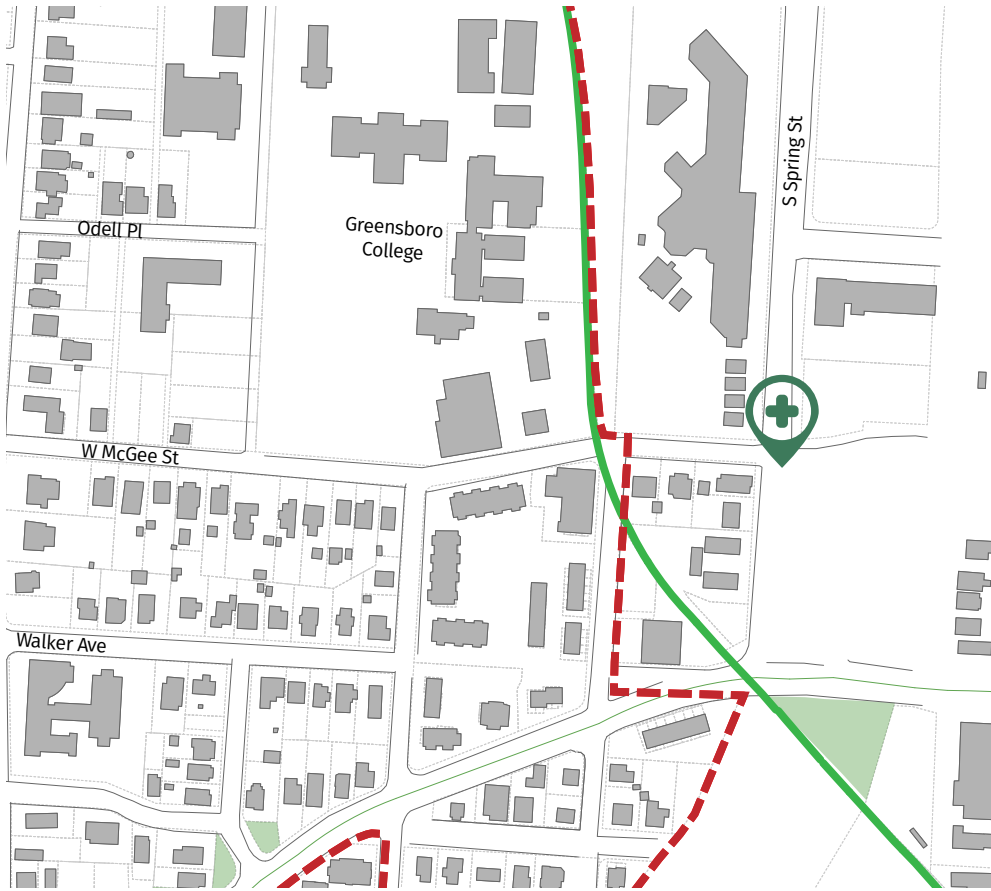 S Spring St
Greensboro
College
Odell Pl
W McGee St
Walker Ave